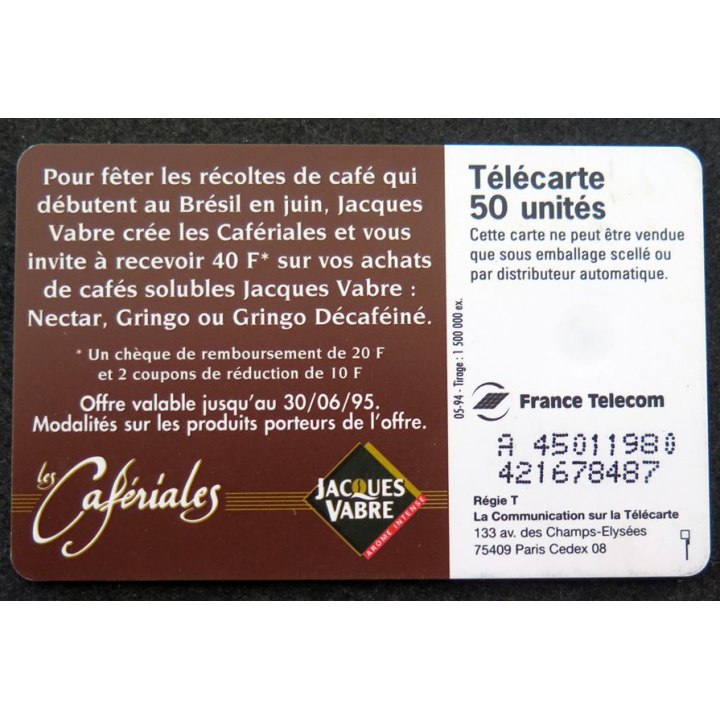 Pour fêter les récoltes de café qui
débutent au Brésil en juin, Jacques
Vabre crée les Cafériales et vous
invite à recevoir 40 F* sur vos achats
de cafés solubles Jacques Vabre :
Nectar, Gringo ou Gringo Décaféiné.
* Un chèque de remboursement de 20 F
et 2 coupons de réduction de 10 F
Offre valable jusqu'au 30/06/95.
Modalités sur les produits porteurs de l'offre.
les
Cafériales
JACQUES
VABRE
AROME INTENSE
05-94 - Tirage : 1 500 000 ex.
Télécarte
50 unités
Cette carte ne peut être vendue
que sous emballage scellé ou
par distributeur automatique.
France Telecom
A 45011980
421678487
Régie T
La Communication sur la Télécarte
133 av. des Champs-Elysées
75409 Paris Cedex 08